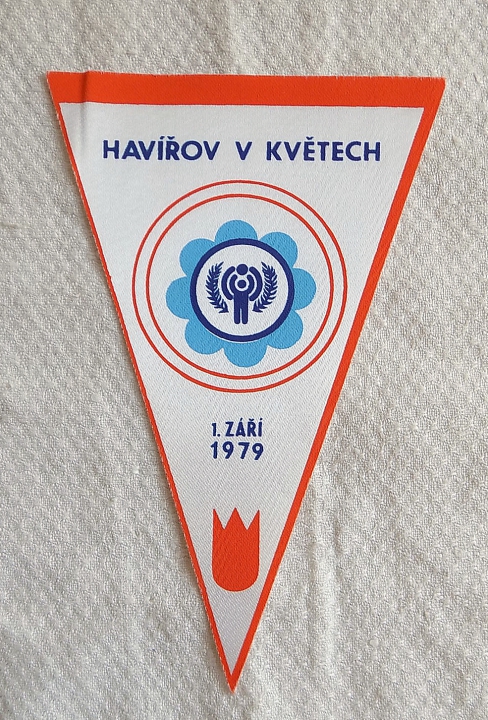 HAVÍŘOV V KVĚTECH
1. ZÁŘÍ
1979